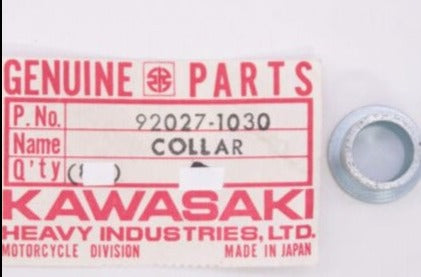 GENUINE PARTS
P. No. 92027-1030
Name COLLAR
Q'ty
KAWASAKI
HEAVY INDUSTRIES, LTD.
MOTORCYCLE DIVISION MADE IN JAPAN